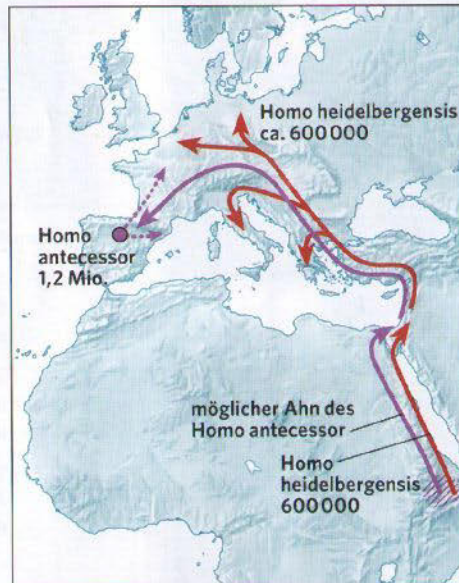 Homo heidelbergensis
ca. 600 000
Homo
antecessor
1,2 Mio.
möglicher Ahn des
Homo antecessor
Homo
heidelbergensis
600 000